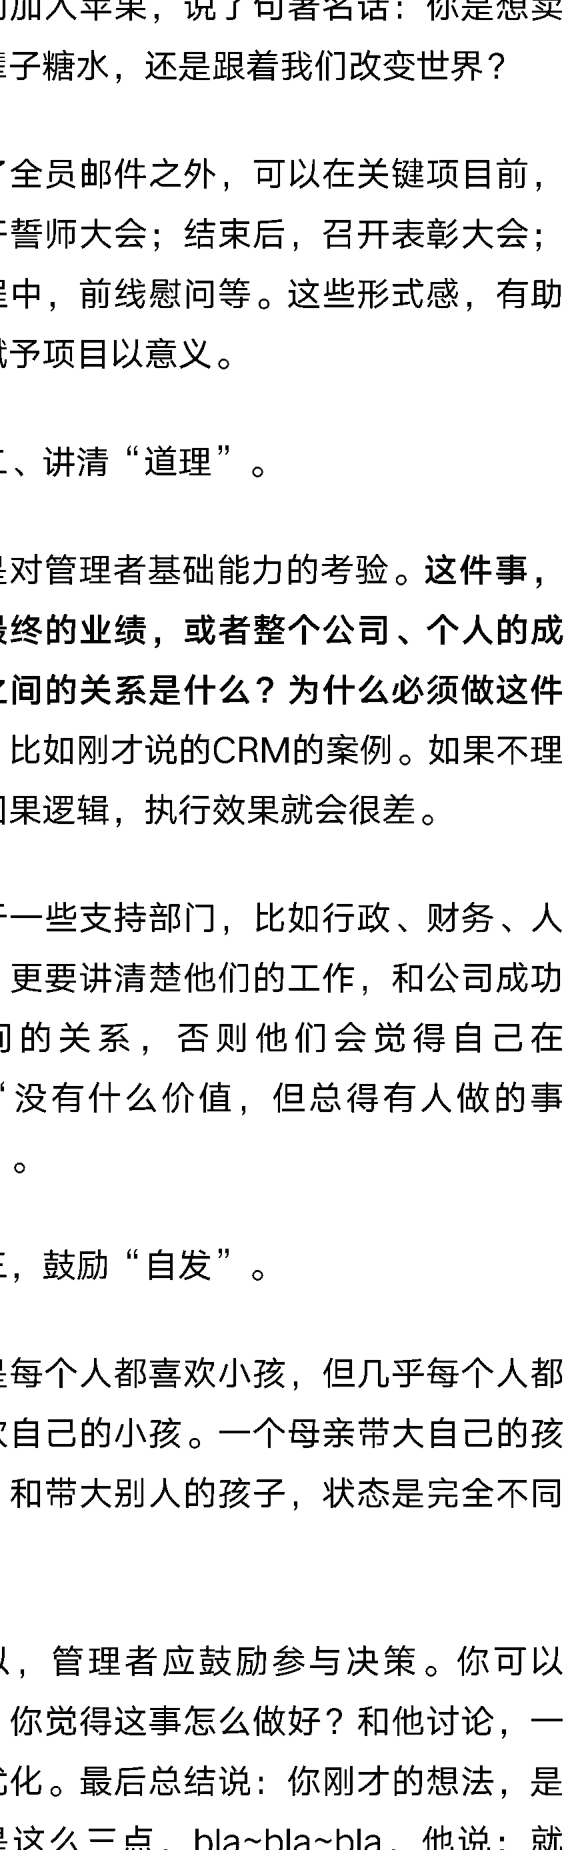 加入苹果，说了句著名话：你是想卖
子糖水，还是跟着我们改变世界？
全员邮件之外，可以在关键项目前，
誓师大会；结束后，召开表彰大会；
中，前线慰问等。这些形式感，有助
予项目以意义。
、讲清“道理”。
对管理者基础能力的考验。这件事，
终的业绩，或者整个公司、个人的成
间的关系是什么？为什么必须做这件
比如刚才说的CRM的案例。如果不理
果逻辑，执行效果就会很差。
一些支持部门，比如行政、财务、人
更要讲清楚他们的工作，和公司成功
的关系，否则他们会觉得自己在
“没有什么价值，但总得有人做的事
。
，鼓励“自发”。
每个人都喜欢小孩，但几乎每个人都
自己的小孩。一个母亲带大自己的孩
和带大别人的孩子，状态是完全不同
，管理者应鼓励参与决策。你可以
你觉得这事怎么做好？和他讨论，一
化。最后总结说：你刚才的想法，是
这么三点，bla~bla~bla，他说：就